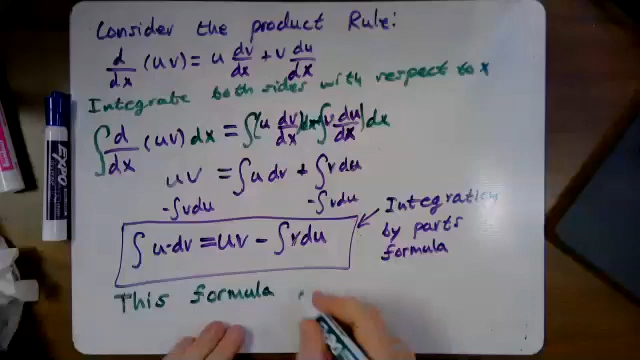 Consider the product Rule:
d/dx (uv) = u dv/dx + v du/dx
Integrate both sides with respect to x
∫ d/dx (uv) dx = ∫(u dv/dx) dx + ∫(v du/dx) dx
uv = ∫u dv + ∫v du
-∫v du -∫v du
∫ u·dv = uv - ∫v du
Integration
by parts
formula
This formula
EXPO